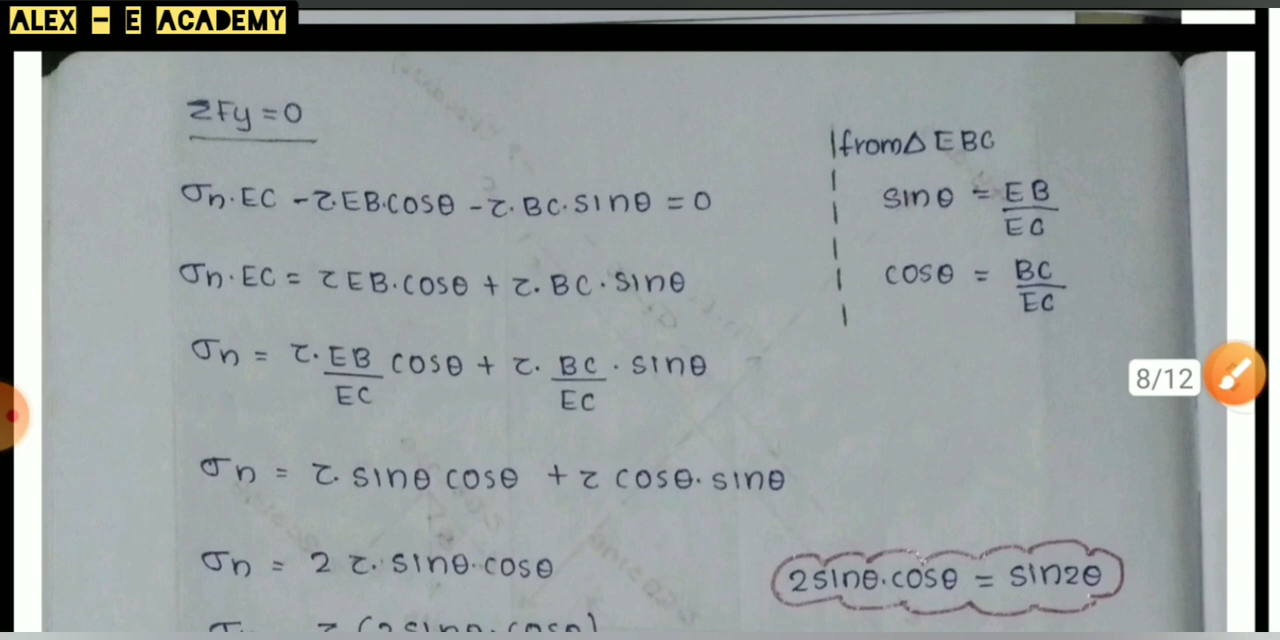 ALEX - E ACADEMY
ΣFy = 0
σn·EC - τ·EB·cosθ - τ·BC·sinθ = 0
σn·EC = τEB·cosθ + τ·BC·sinθ
σn = τ·EB/EC cosθ + τ·BC/EC·sinθ
σn = τ·sinθ cosθ + τ cosθ·sinθ
σn = 2 τ·sinθ·cosθ
from Δ EBC
sinθ = EB/EC
cosθ = BC/EC
8/12
2sinθ·cosθ = sin2θ